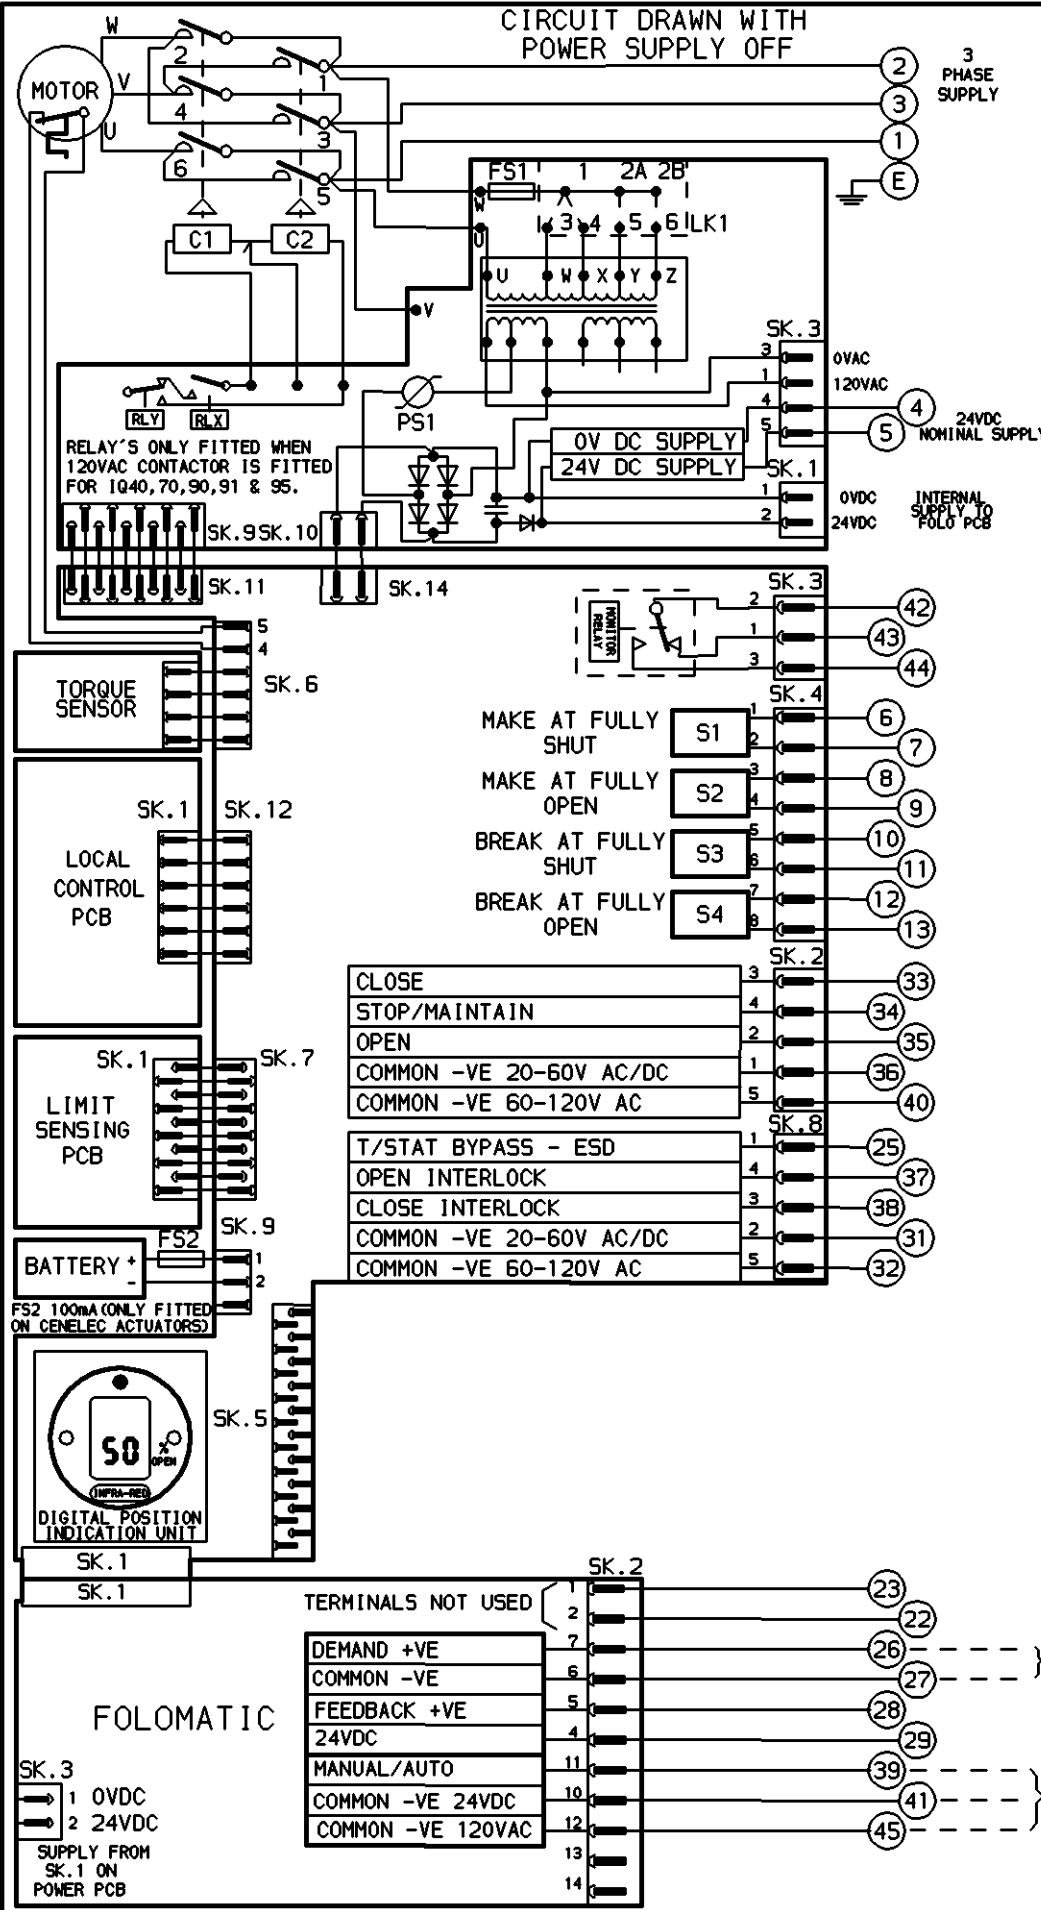 CIRCUIT DRAWN WITH
POWER SUPPLY OFF
W
2
1
2
3
PHASE
SUPPLY
MOTOR
V
4
3
3
U
1
6
5
E
FS1
1
2A
2B
W
3
4
5
6
LK1
C1
C2
U
U
W
X
Y
Z
V
SK.3
3
0VAC
1
120VAC
4
4
24VDC
NOMINAL SUPPLY
5
5
PS1
RLY
RLX
RELAY'S ONLY FITTED WHEN
120VAC CONTACTOR IS FITTED
FOR IQ40,70,90,91 & 95.
0V DC SUPPLY
24V DC SUPPLY
SK.1
1
0VDC
2
24VDC
INTERNAL
SUPPLY TO
FOLO PCB
SK.9
SK.10
SK.11
SK.14
SK.3
MONITOR
RELAY
2
42
1
43
3
44
5
4
TORQUE
SENSOR
SK.6
SK.4
MAKE AT FULLY
SHUT
S1
1
6
2
7
MAKE AT FULLY
OPEN
S2
3
8
4
9
BREAK AT FULLY
SHUT
S3
5
10
6
11
BREAK AT FULLY
OPEN
S4
7
12
8
13
SK.1
SK.12
LOCAL
CONTROL
PCB
SK.2
CLOSE
3
33
STOP/MAINTAIN
4
34
OPEN
2
35
COMMON -VE 20-60V AC/DC
1
36
COMMON -VE 60-120V AC
5
40
SK.1
SK.7
LIMIT
SENSING
PCB
SK.8
T/STAT BYPASS - ESD
1
25
OPEN INTERLOCK
4
37
CLOSE INTERLOCK
3
38
COMMON -VE 20-60V AC/DC
2
31
COMMON -VE 60-120V AC
5
32
SK.9
FS2
BATTERY +
-
1
2
FS2 100mA(ONLY FITTED
ON CENELEC ACTUATORS)
SK.5
50
%
OPEN
INFRA-RED
DIGITAL POSITION
INDICATION UNIT
SK.1
SK.1
SK.2
TERMINALS NOT USED
1
23
2
22
DEMAND +VE
7
26
COMMON -VE
6
27
FEEDBACK +VE
5
28
24VDC
4
29
MANUAL/AUTO
11
39
COMMON -VE 24VDC
10
41
COMMON -VE 120VAC
12
45
13
14
FOLOMATIC
SK.3
1 0VDC
2 24VDC
SUPPLY FROM
SK.1 ON
POWER PCB